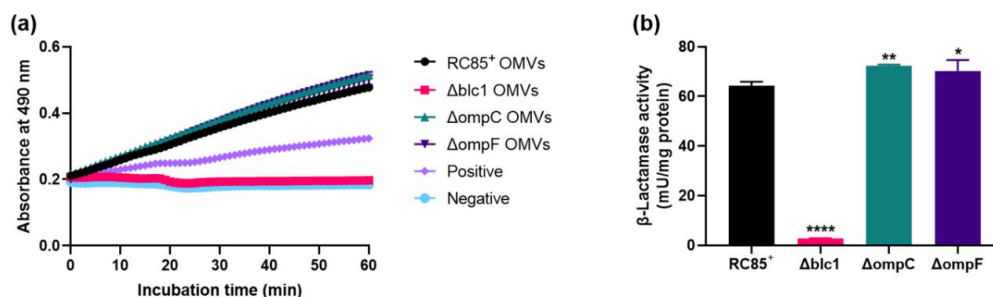 (a)
Absorbance at 490 nm
0.6
0.4
0.2
0.0
0 10 20 30 40 50 60
Incubation time (min)
RC85⁺ OMVs
Δblc1 OMVs
ΔompC OMVs
ΔompF OMVs
Positive
Negative
(b)
β-Lactamase activity
(mU/mg protein)
80
60
40
20
0
**** ** *
RC85⁺ Δblc1 ΔompC ΔompF